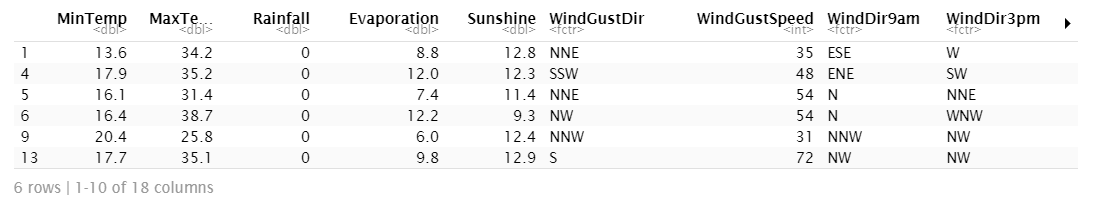 MinTemp MaxTe... Rainfall Evaporation Sunshine WindGustDir WindGustSpeed WindDir9am WindDir3pm
<dbl> <dbl> <dbl> <dbl> <dbl> <fctr> <int> <fctr> <fctr>
1 13.6 34.2 0 8.8 12.8 NNE 35 ESE W
4 17.9 35.2 0 12.0 12.3 SSW 48 ENE SW
5 16.1 31.4 0 7.4 11.4 NNE 54 N NNE
6 16.4 38.7 0 12.2 9.3 NW 54 N WNW
9 20.4 25.8 0 6.0 12.4 NNW 31 NNW NW
13 17.7 35.1 0 9.8 12.9 S 72 NW NW
6 rows | 1-10 of 18 columns